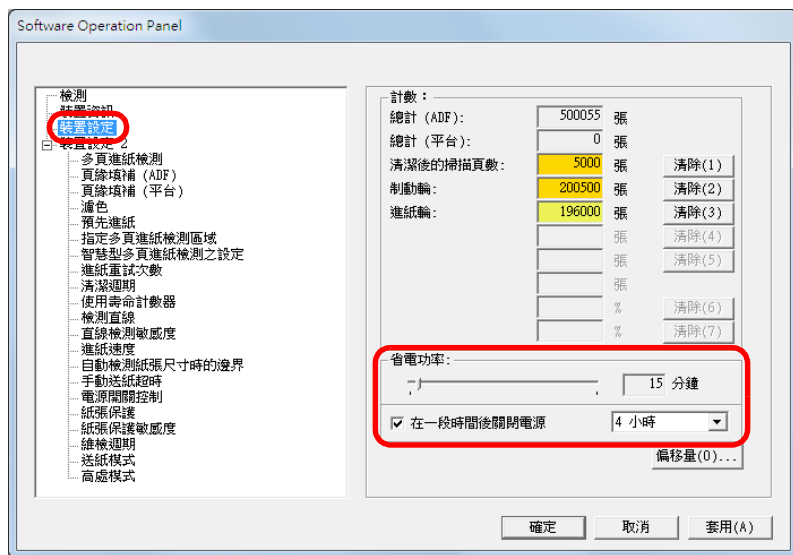 Software Operation Panel
檢測
裝置資訊
裝置設定
裝置設定 2
多頁進紙檢測
頁緣填補 (ADF)
頁緣填補 (平台)
濾色
預先進紙
指定多頁進紙檢測區域
智慧型多頁進紙檢測之設定
進紙重試次數
清潔週期
使用壽命計數器
檢測直線
直線檢測敏感度
進紙速度
自動檢測紙張尺寸時的邊界
手動送紙超時
電源開關控制
紙張保護
紙張保護敏感度
維檢週期
送紙模式
高處模式
計數：
總計 (ADF): 500055 張
總計 (平台): 0 張
清潔後的掃描頁數: 5000 張 清除(1)
制動輪: 200500 張 清除(2)
進紙輪: 196000 張 清除(3)
張 清除(4)
張 清除(5)
張
% 清除(6)
% 清除(7)
省電功率:
15 分鐘
在一段時間後關閉電源 4 小時
偏移量(O)...
確定 取消 套用(A)